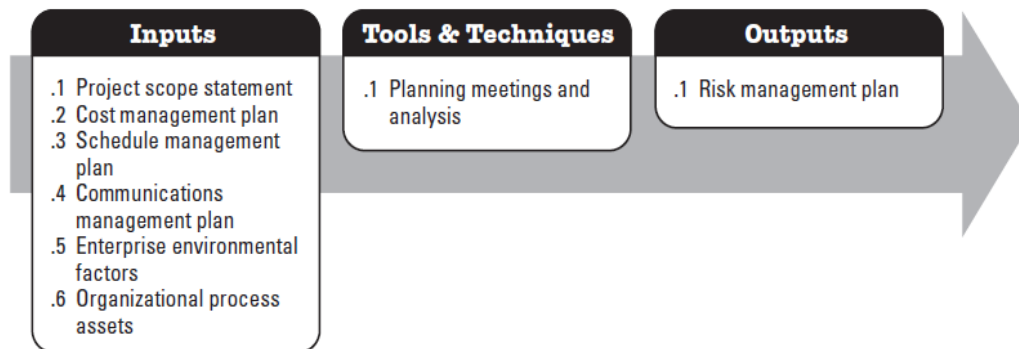 Inputs
.1 Project scope statement
.2 Cost management plan
.3 Schedule management
plan
.4 Communications
management plan
.5 Enterprise environmental
factors
.6 Organizational process
assets
Tools & Techniques
.1 Planning meetings and
analysis
Outputs
.1 Risk management plan